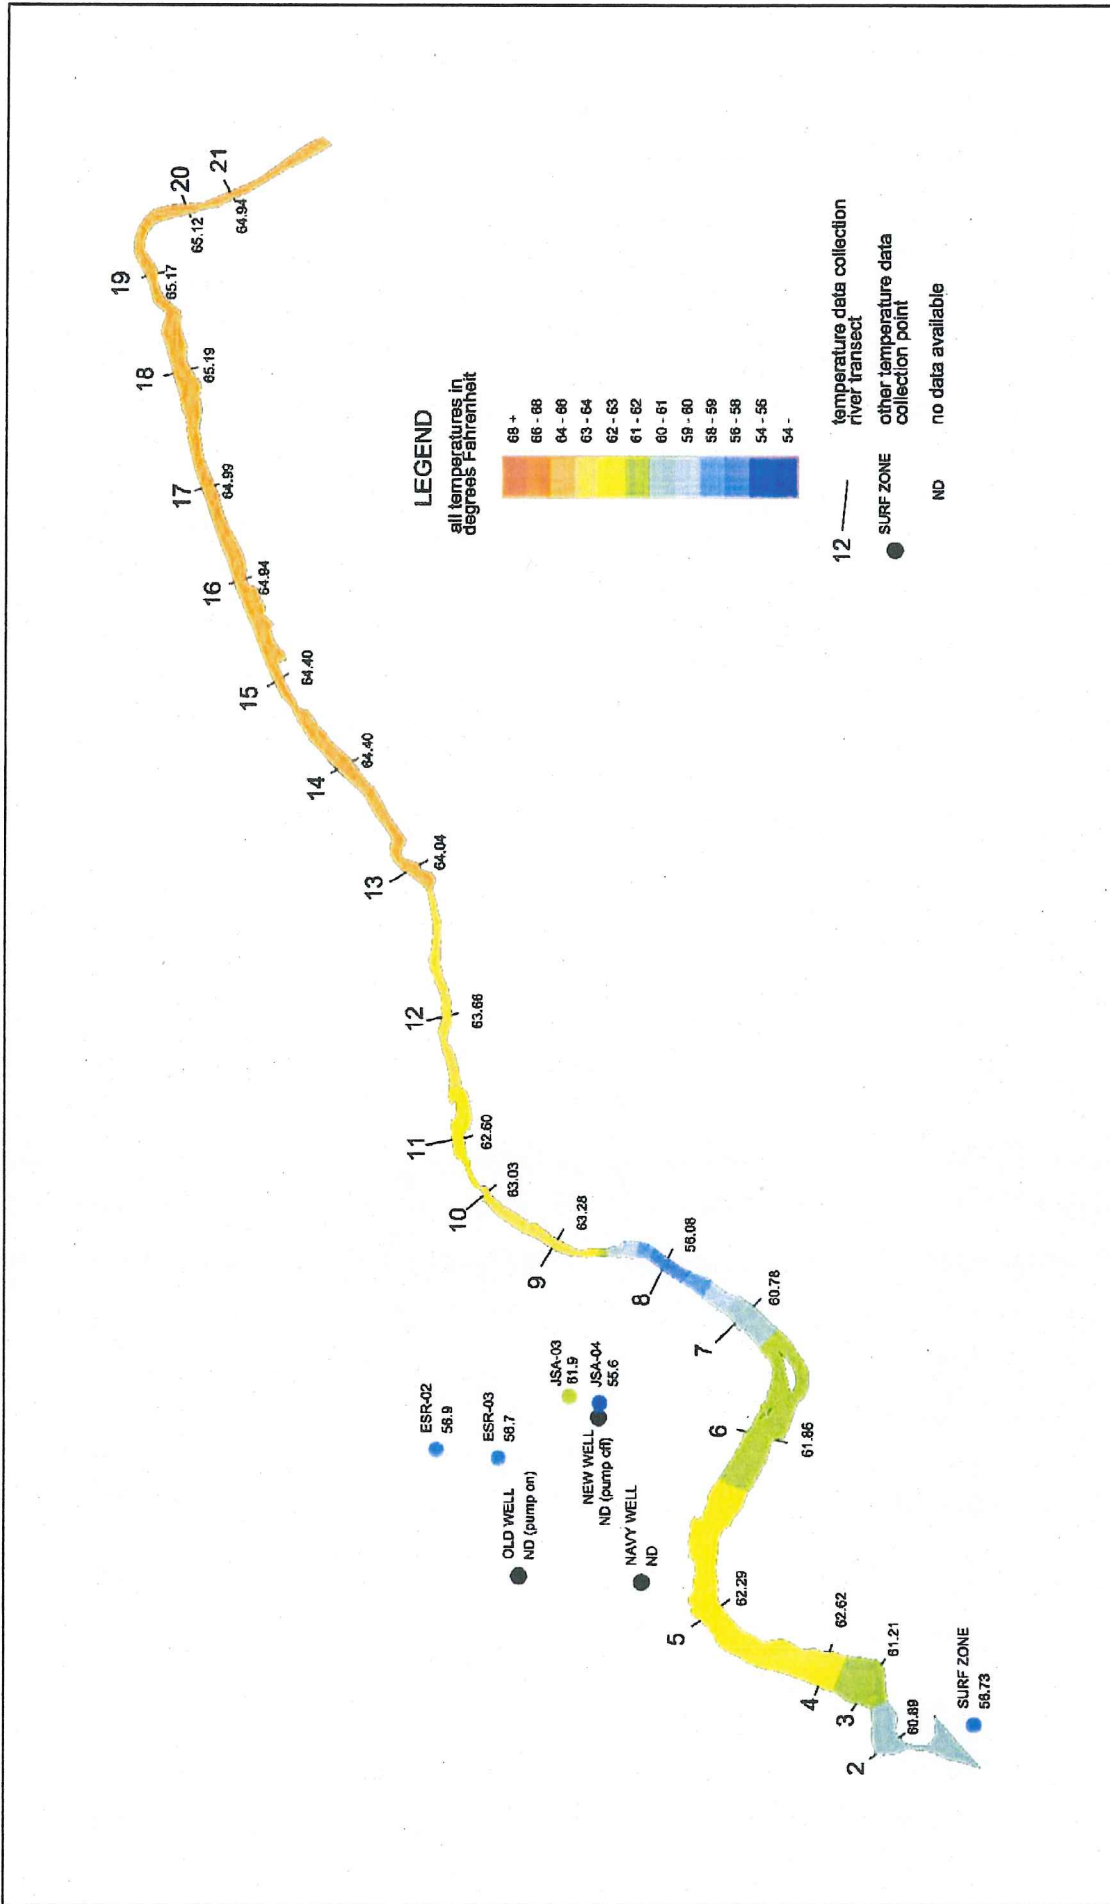 19
65.17
20
65.12
21
64.94
18
65.19
17
64.99
16
64.94
15
64.40
14
64.40
13
64.04
12
63.66
11
62.60
10
63.03
9
63.28
8
56.08
7
60.78
6
61.85
5
62.29
4
62.62
3
61.21
2
60.89
SURF ZONE
56.73
ESR-02
56.9
ESR-03
56.7
OLD WELL
ND (pump on)
JSA-03
61.9
JSA-04
55.6
NEW WELL
ND (pump off)
NAVY WELL
ND
LEGEND
all temperatures in
degrees Fahrenheit
68 +
66 - 68
64 - 66
63 - 64
62 - 63
61 - 62
60 - 61
59 - 60
58 - 59
56 - 58
54 - 56
54 -
12
temperature data collection
river transect
SURF ZONE
other temperature data
collection point
ND
no data available